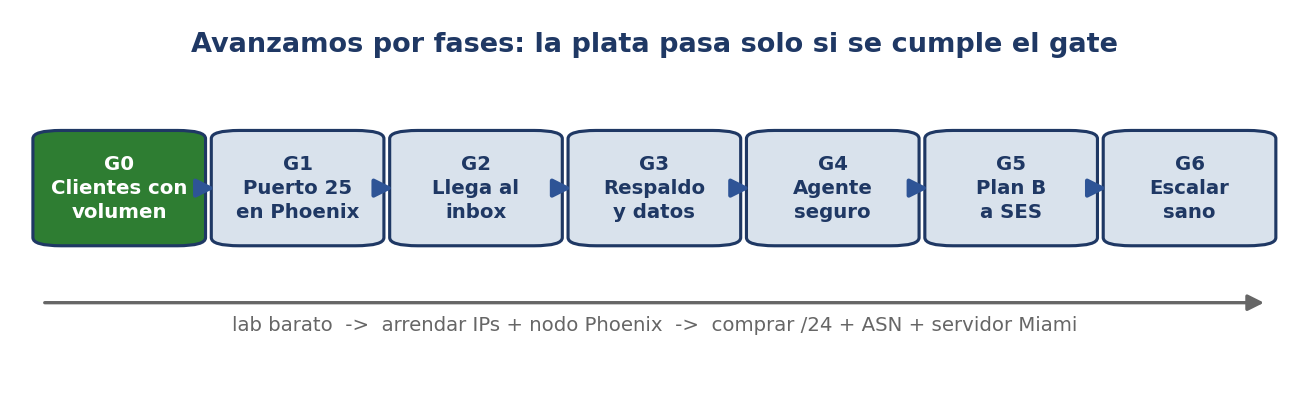 Avanzamos por fases: la plata pasa solo si se cumple el gate
G0
Clientes con
volumen
G1
Puerto 25
en Phoenix
G2
Llega al
inbox
G3
Respaldo
y datos
G4
Agente
seguro
G5
Plan B
a SES
G6
Escalar
sano
lab barato -> arrendar IPs + nodo Phoenix -> comprar /24 + ASN + servidor Miami